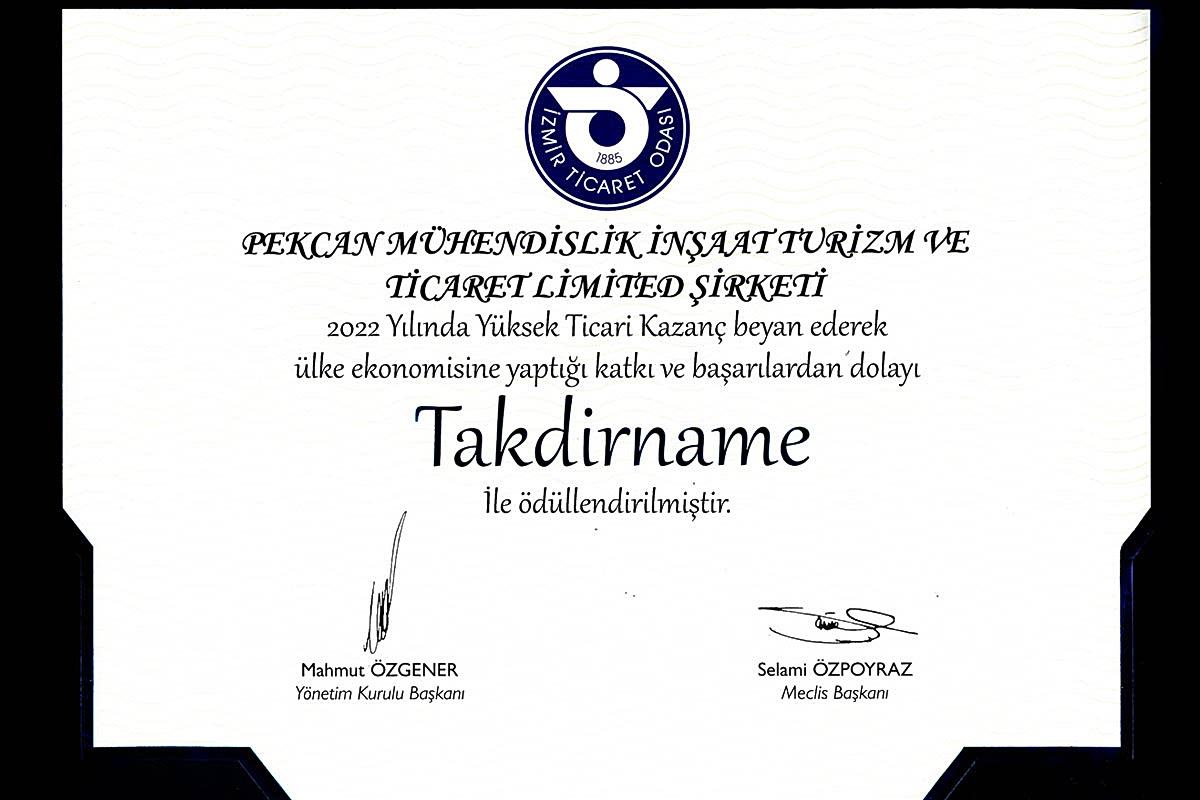 1885
İZMİR TİCARET ODASI
PEKCAN MÜHENDİSLİK İNŞAAT TURİZM VE
TİCARET LİMİTED ŞİRKETİ
2022 Yılında Yüksek Ticari Kazanç beyan ederek
ülke ekonomisine yaptığı katkı ve başarılardan dolayı
Takdirname
İle ödüllendirilmiştir.
Mahmut ÖZGENER
Yönetim Kurulu Başkanı
Selami ÖZPOYRAZ
Meclis Başkanı